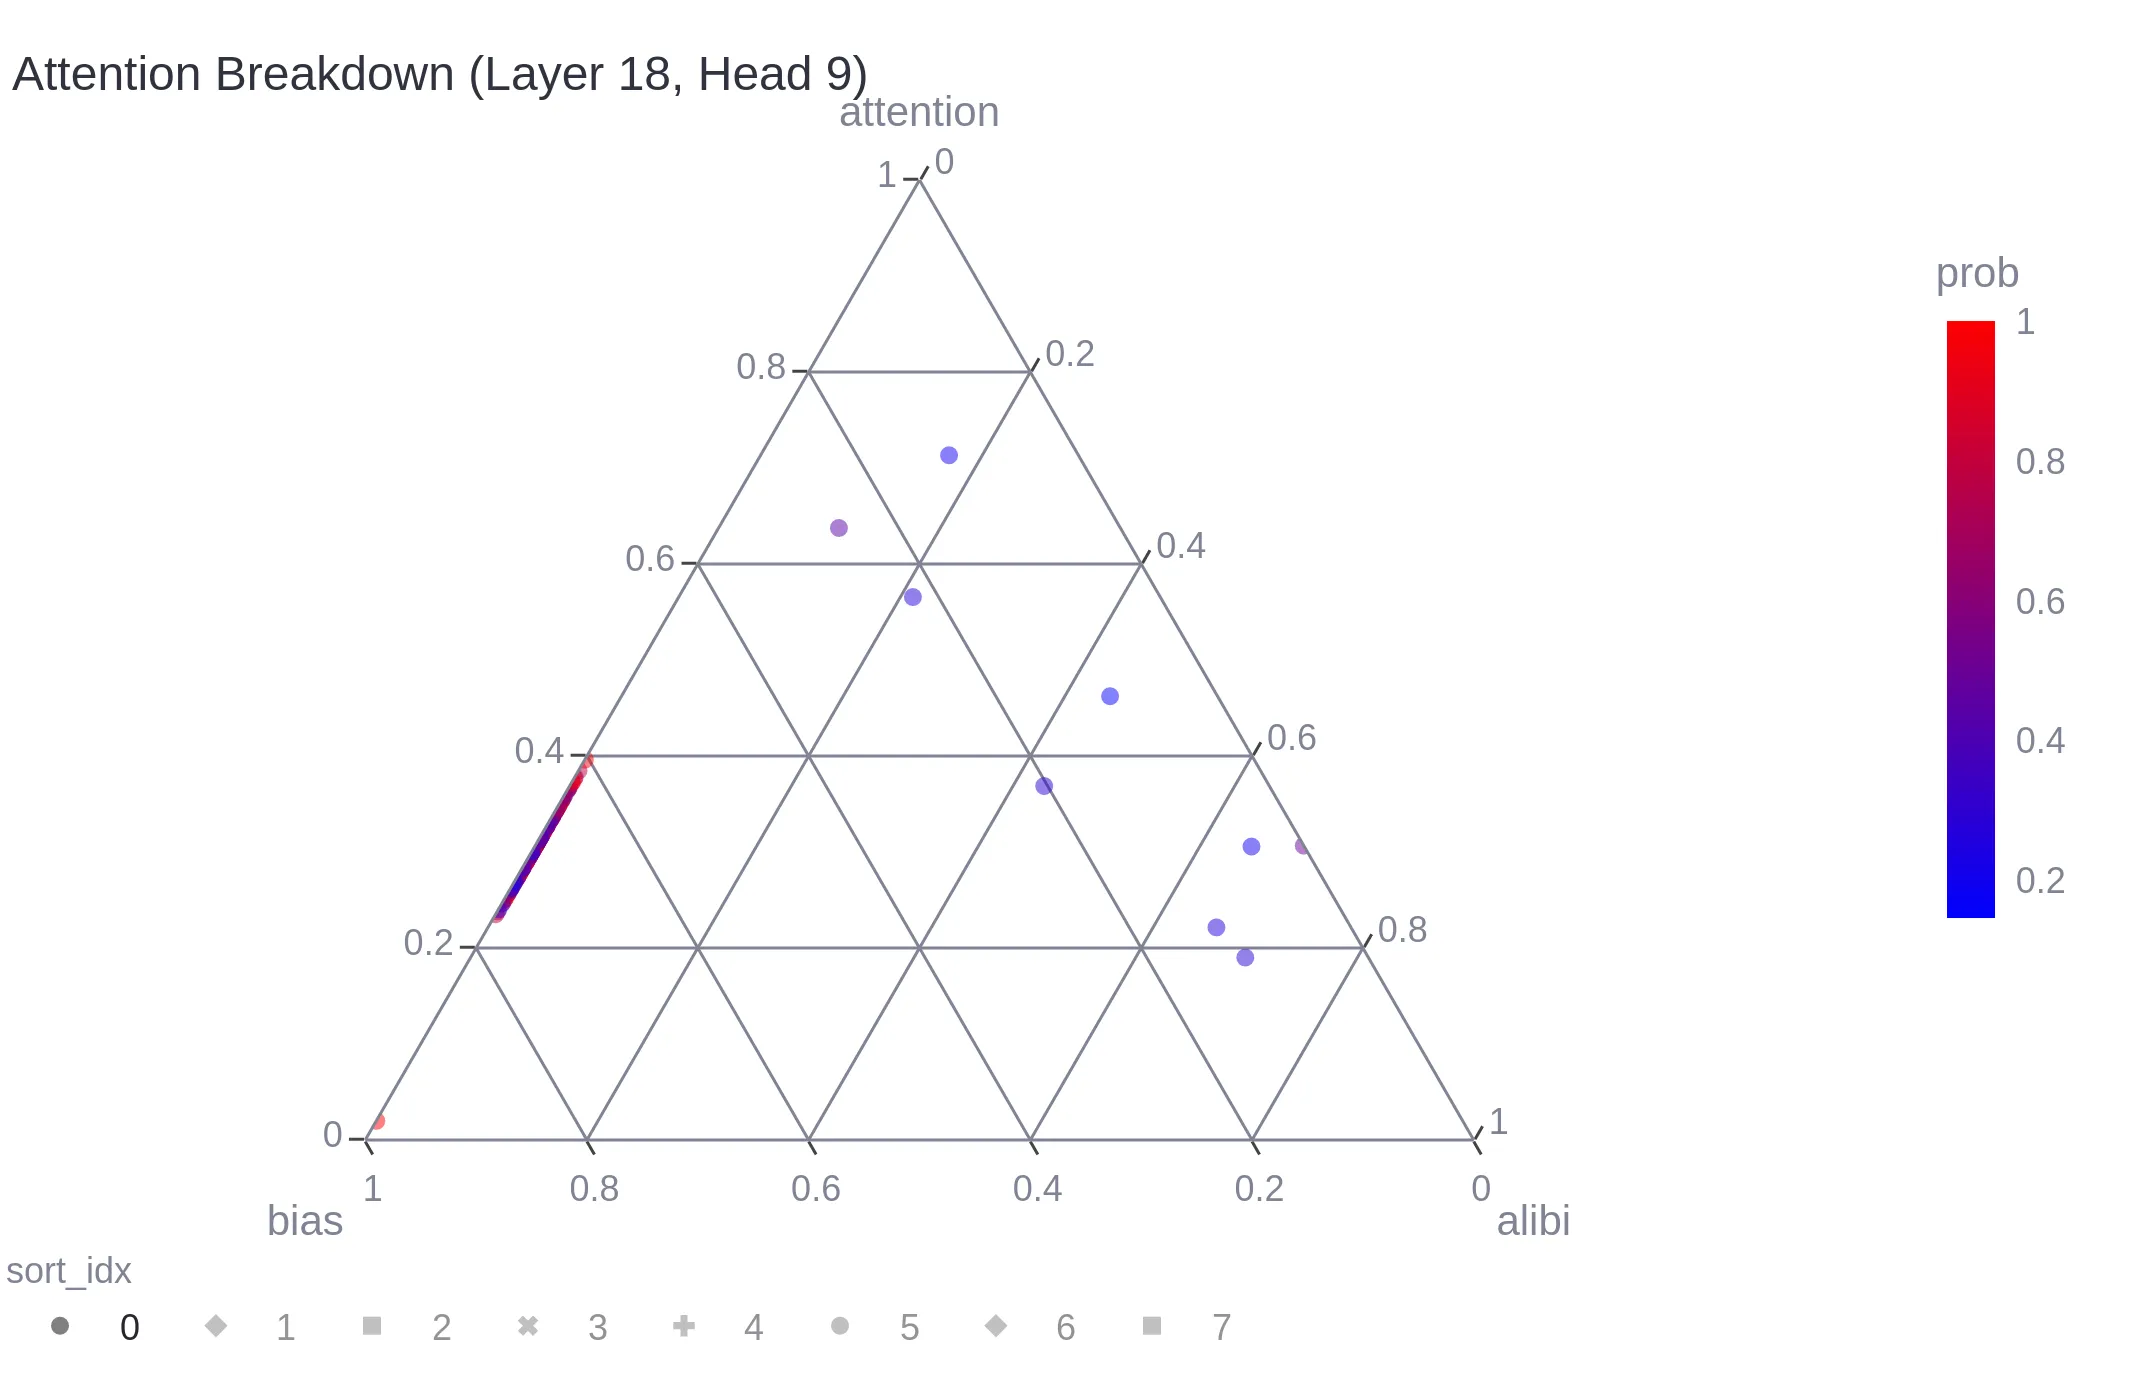 Attention Breakdown (Layer 18, Head 9)
attention
1 0
prob
1
0.8 0.2
0.8
0.6 0.4
0.6
0.4 0.6
0.4
0.2 0.8
0.2
0 1
1 0.8 0.6 0.4 0.2 0
bias alibi
sort_idx
0 1 2 3 4 5 6 7